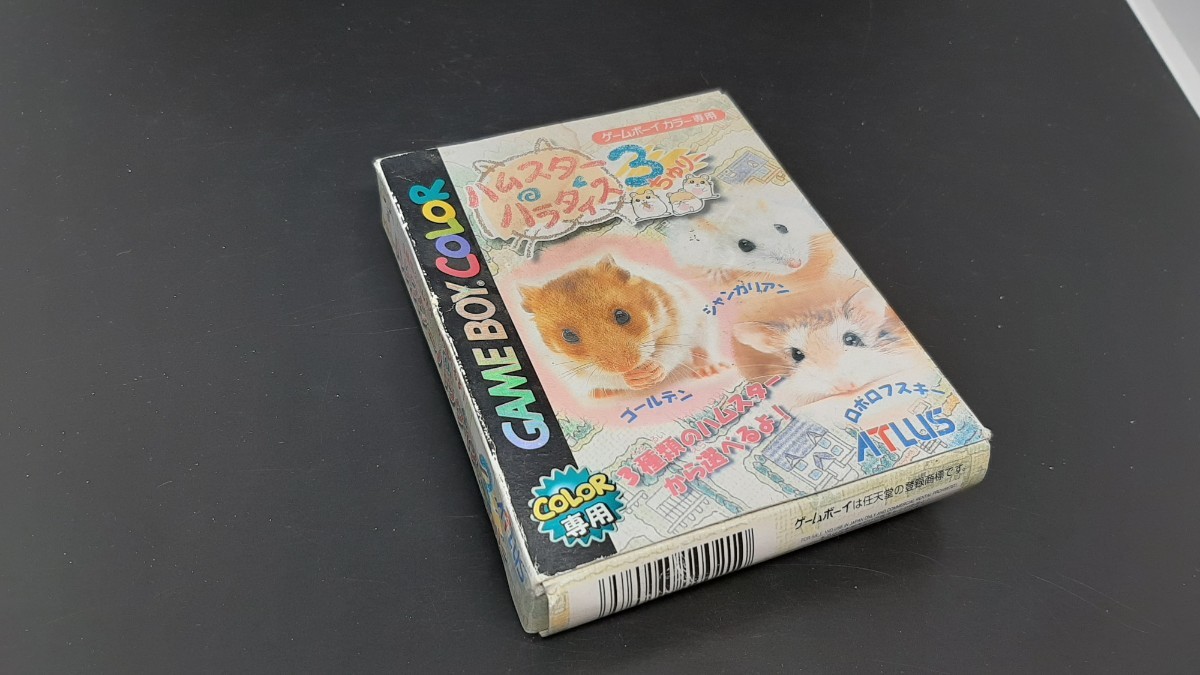 GAME BOY COLOR
ゲームボーイ カラー専用
ハムスター
パラダイス
3
ちゅー
ジャンガリアン
ゴールデン
ロボロフスキー
3種類のハムスター
から選べるよ!
ATLUS
COLOR
専用
ゲームボーイは任天堂の登録商標です。